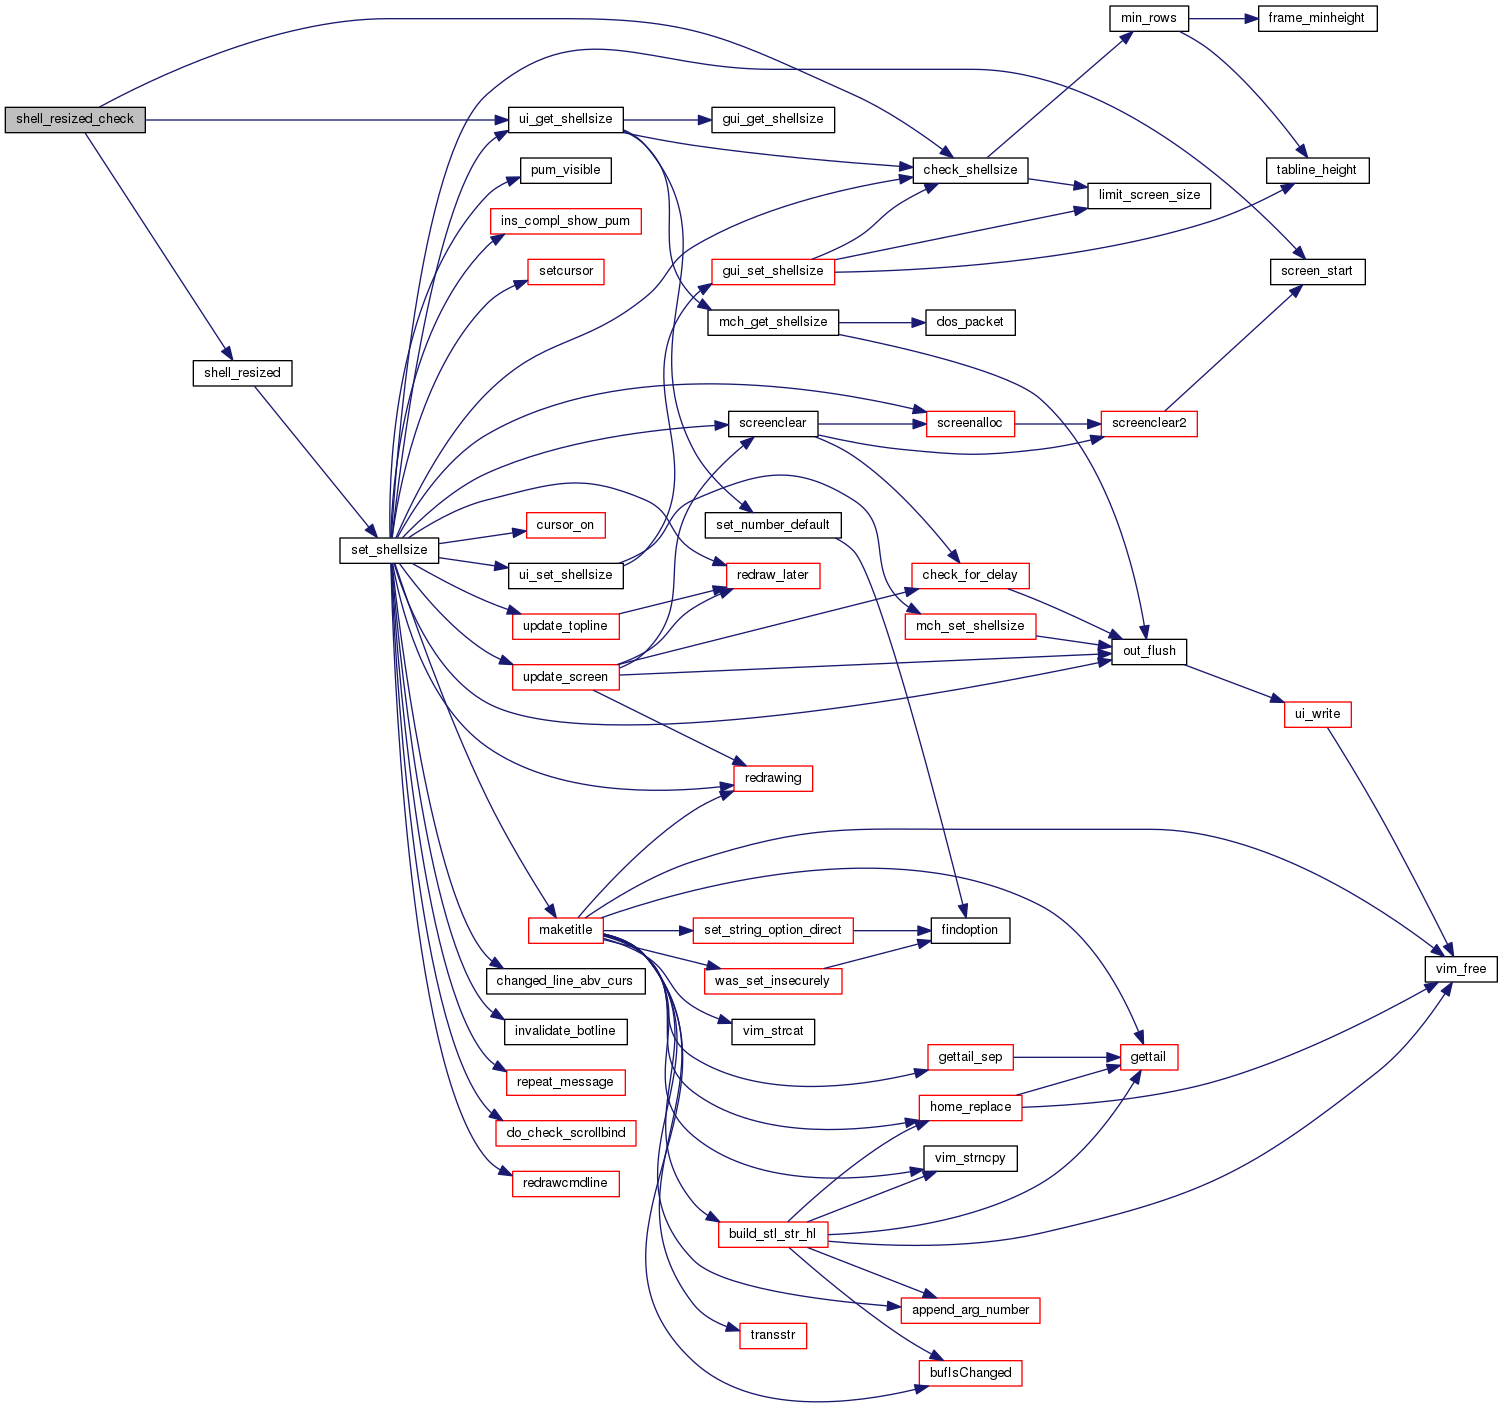 min_rows
frame_minheight
shell_resized_check
ui_get_shellsize
gui_get_shellsize
pum_visible
check_shellsize
tabline_height
limit_screen_size
ins_compl_show_pum
setcursor
gui_set_shellsize
screen_start
mch_get_shellsize
dos_packet
shell_resized
screenclear
screenalloc
screenclear2
cursor_on
set_number_default
set_shellsize
ui_set_shellsize
redraw_later
check_for_delay
update_topline
mch_set_shellsize
out_flush
update_screen
ui_write
redrawing
maketitle
set_string_option_direct
findoption
changed_line_abv_curs
was_set_insecurely
vim_free
invalidate_botline
vim_strcat
gettail_sep
gettail
repeat_message
home_replace
do_check_scrollbind
vim_strncpy
redrawcmdline
build_stl_str_hl
append_arg_number
transstr
bufIsChanged